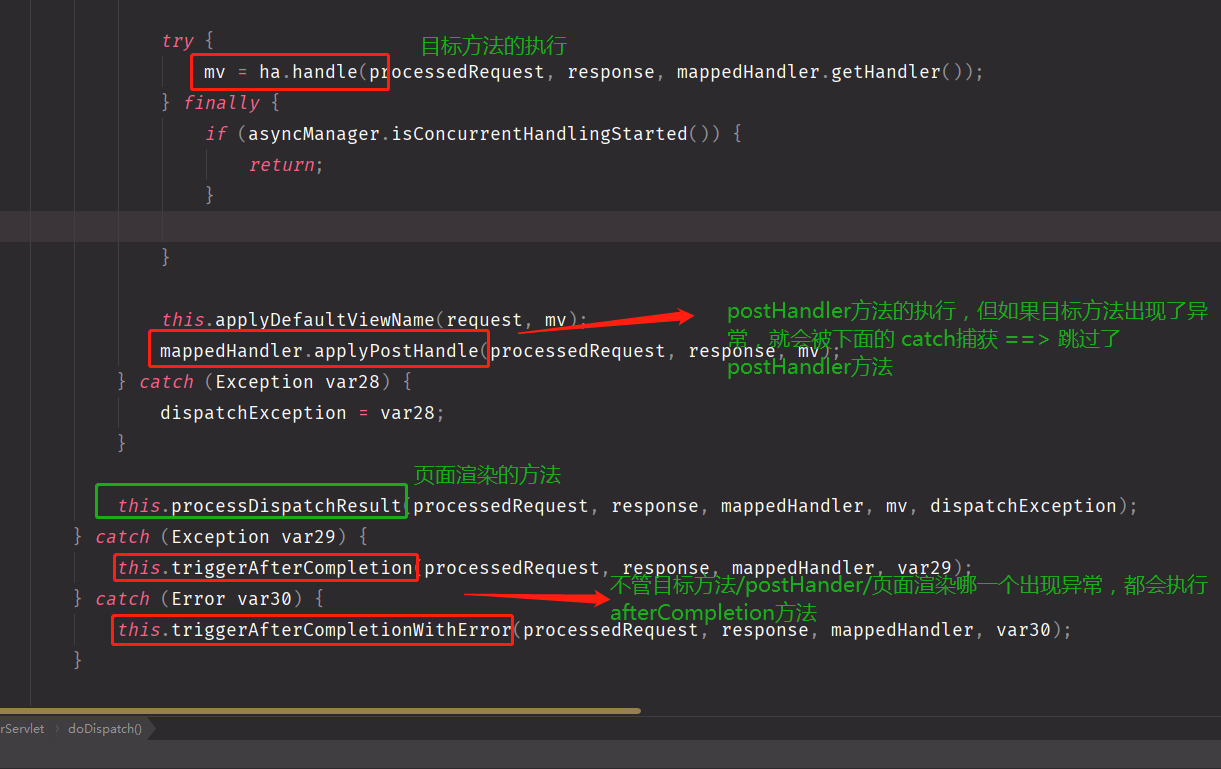 try {
目标方法的执行
mv = ha.handle(processedRequest, response, mappedHandler.getHandler());
} finally {
if (asyncManager.isConcurrentHandlingStarted()) {
return;
}
}
this.applyDefaultViewName(request, mv);
mappedHandler.applyPostHandle(processedRequest, response, mv);
postHandler方法的执行，但如果目标方法出现了异
常，就会被下面的 catch捕获 ==> 跳过了
postHandler方法
} catch (Exception var28) {
dispatchException = var28;
}
页面渲染的方法
this.processDispatchResult(processedRequest, response, mappedHandler, mv, dispatchException);
} catch (Exception var29) {
this.triggerAfterCompletion(processedRequest, response, mappedHandler, var29);
不管目标方法/postHander/页面渲染哪一个出现异常，都会执行
afterCompletion方法
} catch (Error var30) {
this.triggerAfterCompletionWithError(processedRequest, response, mappedHandler, var30);
}
rServlet › doDispatch()